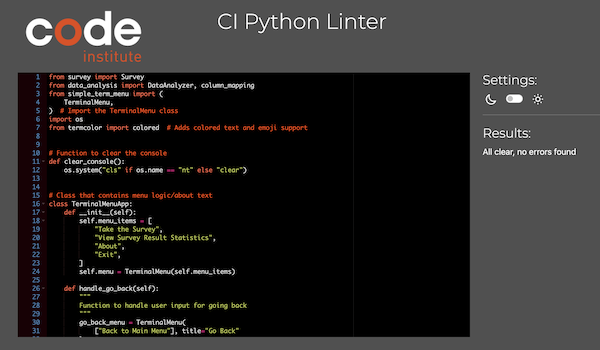 code
institute
CI Python Linter
1 from survey import Survey
2 from data_analysis import DataAnalyzer, column_mapping
3 from simple_term_menu import (
4     TerminalMenu,
5 )  # Import the TerminalMenu class
6 import os
7 from termcolor import colored  # Adds colored text and emoji support
8
9
10 # Function to clear the console
11 def clear_console():
12     os.system("cls" if os.name == "nt" else "clear")
13
14
15 # Class that contains menu logic/about text
16 class TerminalMenuApp:
17     def __init__(self):
18         self.menu_items = [
19             "Take the Survey",
20             "View Survey Result Statistics",
21             "About",
22             "Exit",
23         ]
24         self.menu = TerminalMenu(self.menu_items)
25
26     def handle_go_back(self):
27         """
28         Function to handle user input for going back
29         """
30         go_back_menu = TerminalMenu(
31             ["Back to Main Menu"], title="Go Back"
Settings:
Results:
All clear, no errors found